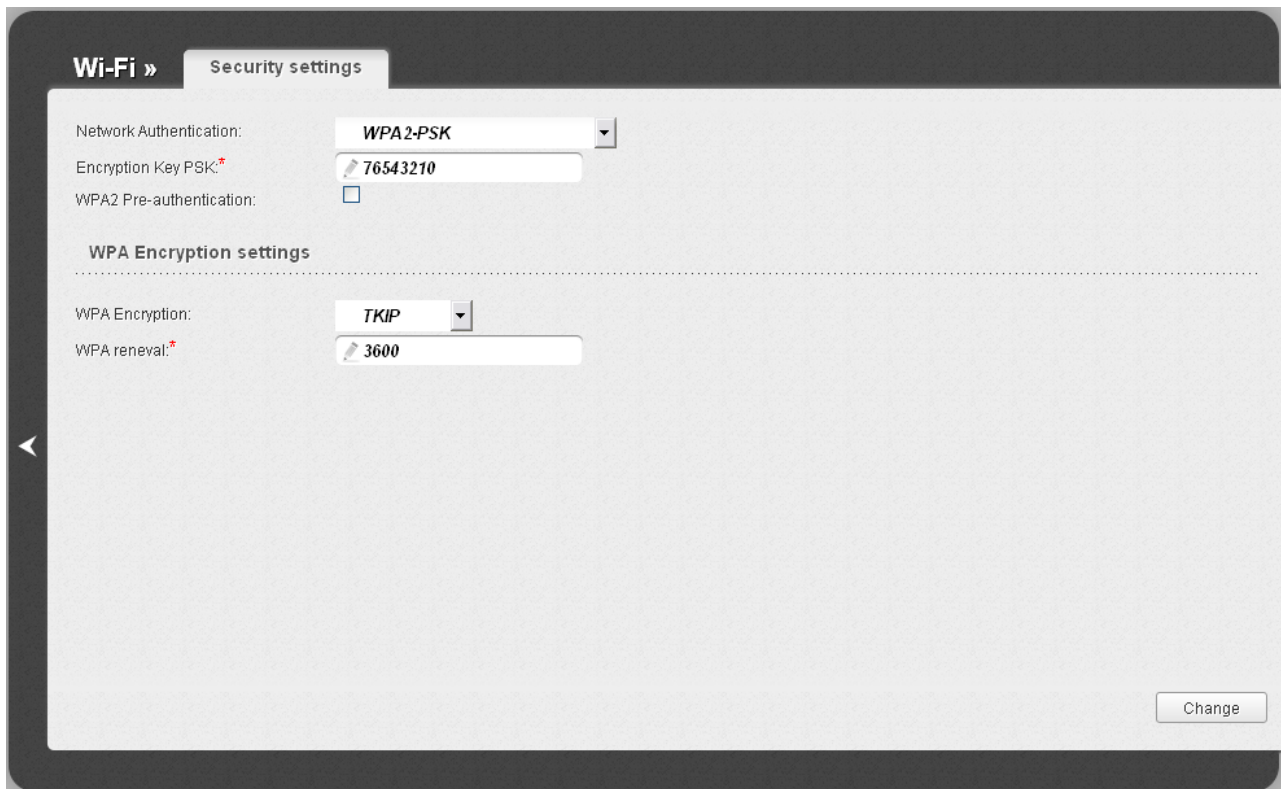 Wi-Fi » Security settings
Network Authentication: WPA2-PSK
Encryption Key PSK:* 76543210
WPA2 Pre-authentication:
WPA Encryption settings
WPA Encryption: TKIP
WPA reneval:* 3600
Change